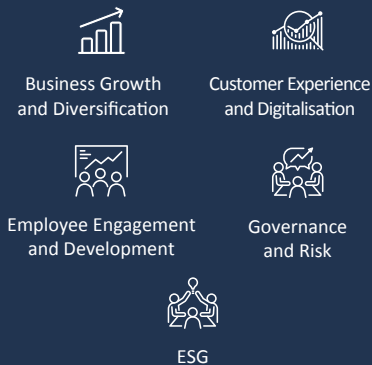 Business Growth
and Diversification
Customer Experience
and Digitalisation
Employee Engagement
and Development
Governance
and Risk
ESG